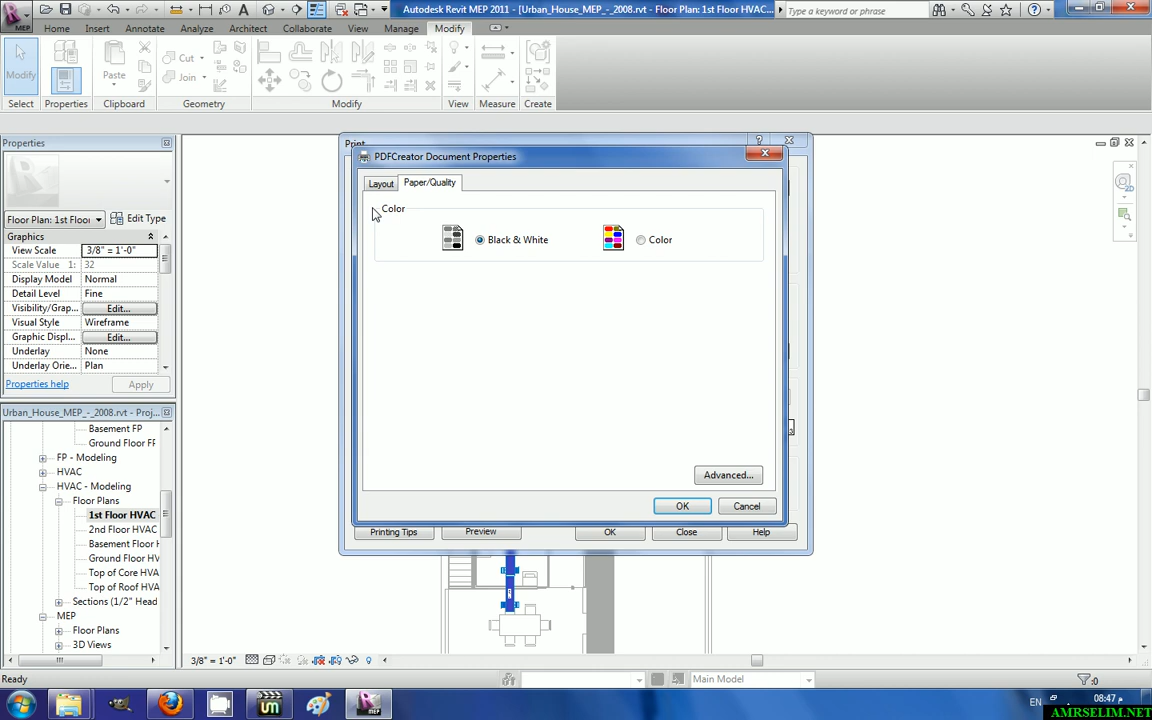 Autodesk Revit MEP 2011 - [Urban_House_MEP_-_2008.rvt - Floor Plan: 1st Floor HVAC...
Type a keyword or phrase
MEP
Home Insert Annotate Analyze Architect Collaborate View Manage Modify
Modify
Paste
Cut
Join
Select Properties Clipboard Geometry Modify View Measure Create
Properties
Floor Plan: 1st Floo
Edit Type
Graphics
View Scale 3/8" = 1'-0"
Scale Value 1: 32
Display Model Normal
Detail Level Fine
Visibility/Grap... Edit...
Visual Style Wireframe
Graphic Displ... Edit...
Underlay None
Underlay Orie... Plan
Properties help Apply
Urban_House_MEP_-_2008.rvt - Proj...
Basement FP
Ground Floor FF
FP - Modeling
HVAC
HVAC - Modeling
Floor Plans
1st Floor HVAC
2nd Floor HVAC
Basement Floor H
Ground Floor HV
Top of Core HVA
Top of Roof HVA
Sections (1/2" Head
MEP
Floor Plans
3D Views
Print
PDFCreator Document Properties
Layout Paper/Quality
Color
Black & White
Color
Advanced...
OK Cancel
Printing Tips Preview OK Close Help
3/8" = 1'-0"
Ready
Main Model
:0
MEP
EN
08:47 م
AMRSELIM.NET